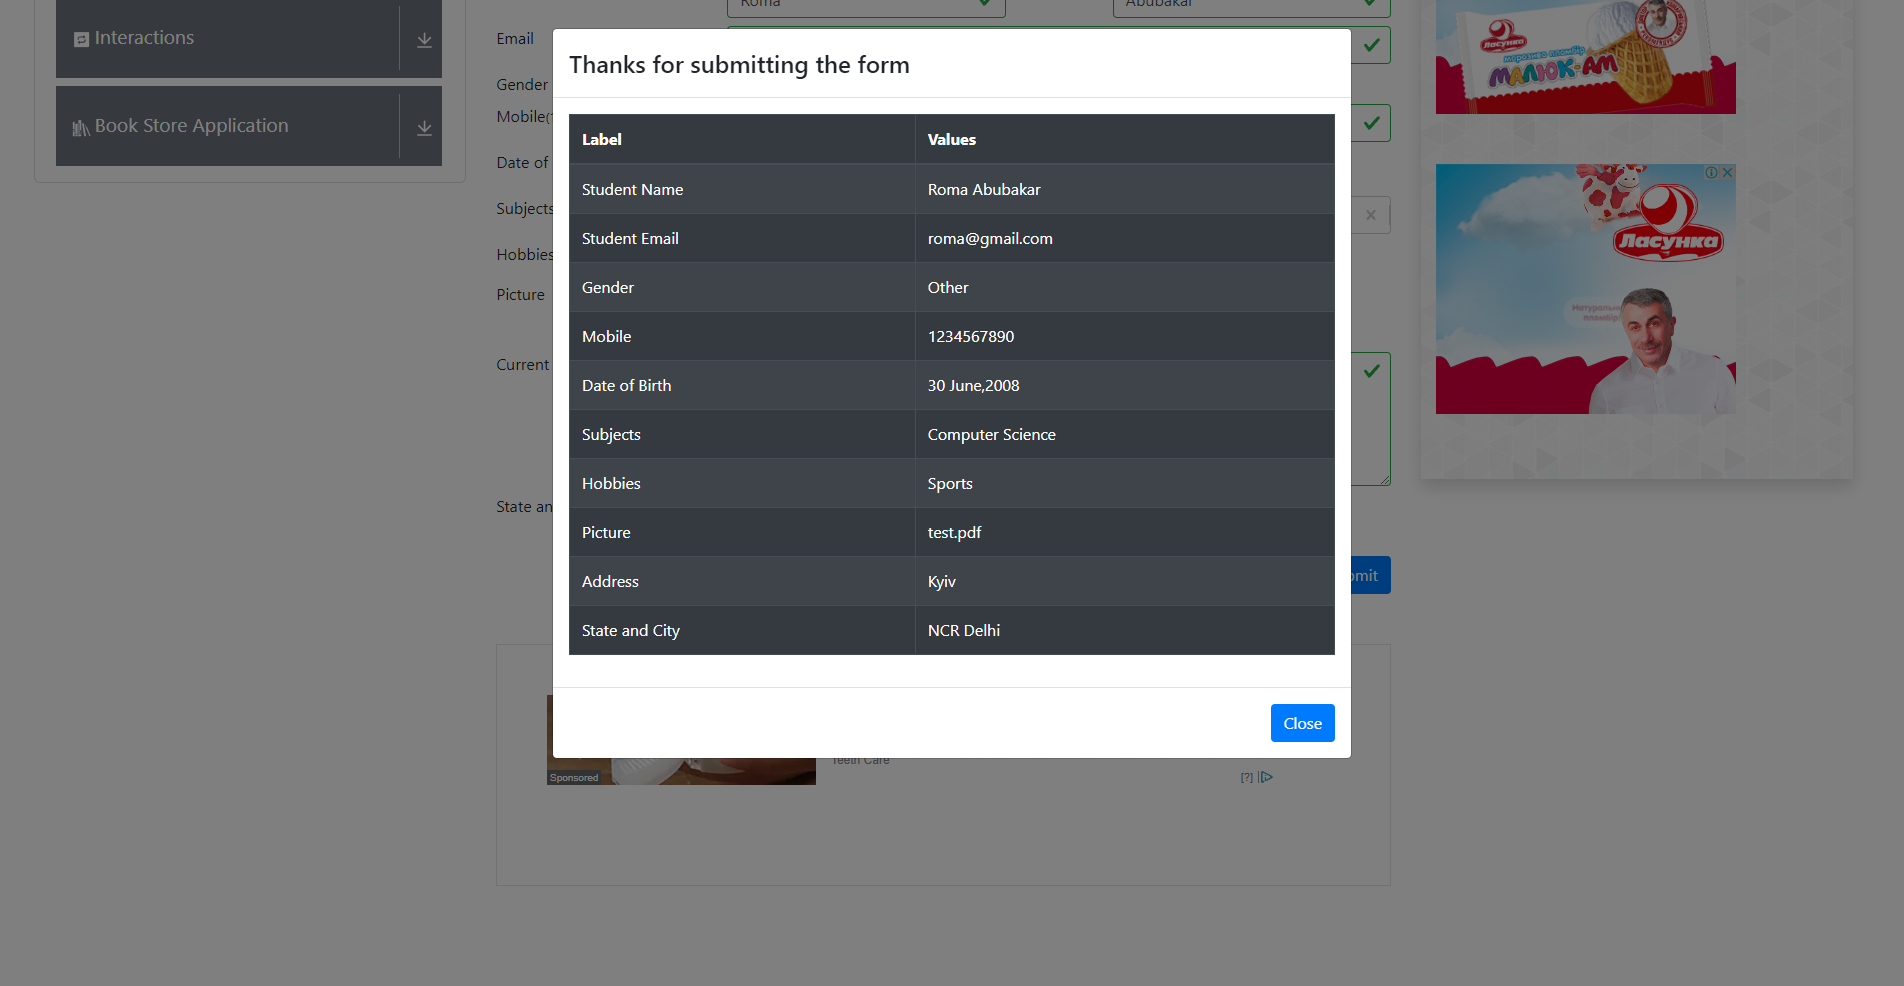 Interactions
Book Store Application
Roma
Abubakar
Email
Gender
Mobile(
Date of
Subjects
Hobbies
Picture
Current
State an
Thanks for submitting the form
Label Values
Student Name Roma Abubakar
Student Email roma@gmail.com
Gender Other
Mobile 1234567890
Date of Birth 30 June,2008
Subjects Computer Science
Hobbies Sports
Picture test.pdf
Address Kyiv
State and City NCR Delhi
Close
omit
Sponsored
Teeth Care
[?]
Ласунка
морозиво пломбір
МАЛЮК-АМ
Ласунка
Натуральн
пломбір